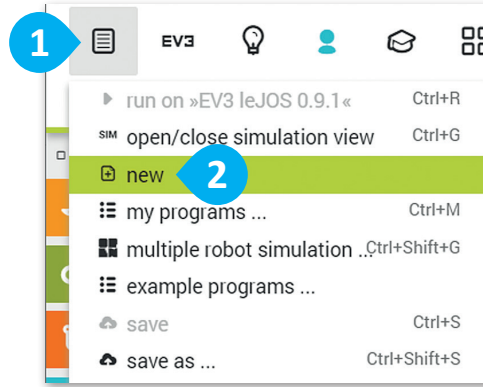 1
EV3
run on »EV3 leJOS 0.9.1« Ctrl+R
SIM open/close simulation view Ctrl+G
new 2
my programs ... Ctrl+M
multiple robot simulation ... Ctrl+Shift+G
example programs ...
save Ctrl+S
save as ... Ctrl+Shift+S